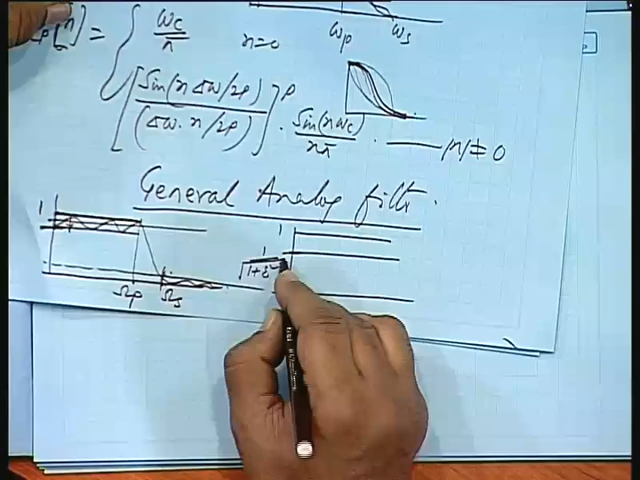 ωc/π n=0
ωp ωs
[sin(nΔω/2p)/(Δω·n/2p)]^p · sin(nωc)/nπ · —— |n|≠0
General Analog filtr.
1
Ωp Ωs
1
1/√1+ε²